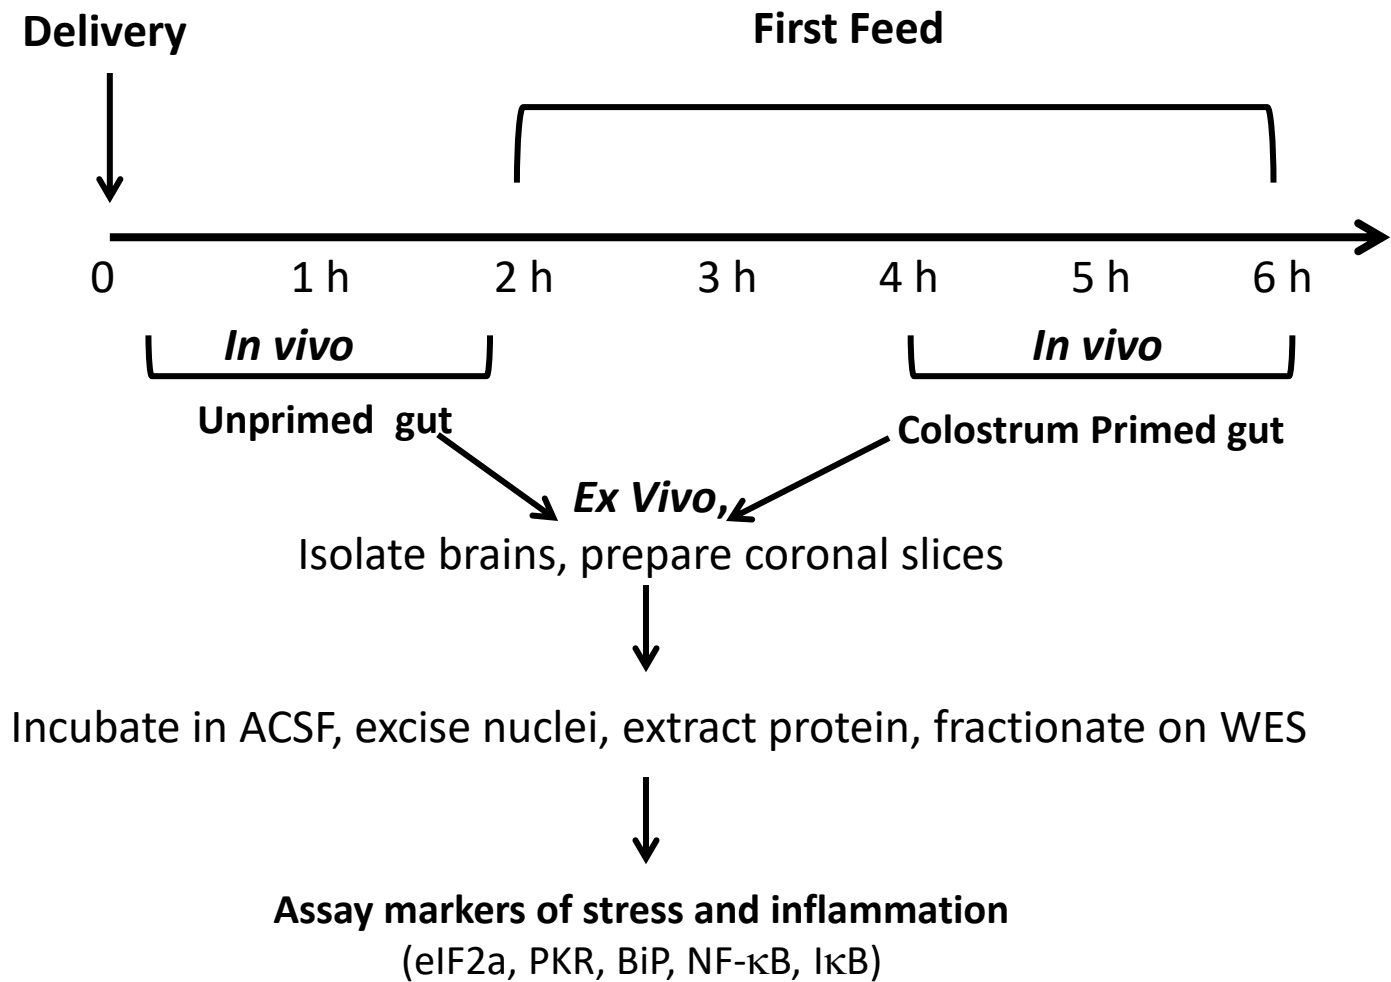 Delivery
First Feed
0 1 h 2 h 3 h 4 h 5 h 6 h
In vivo In vivo
Unprimed gut Colostrum Primed gut
Ex Vivo,
Isolate brains, prepare coronal slices
Incubate in ACSF, excise nuclei, extract protein, fractionate on WES
Assay markers of stress and inflammation
(eIF2a, PKR, BiP, NF-κB, IκB)